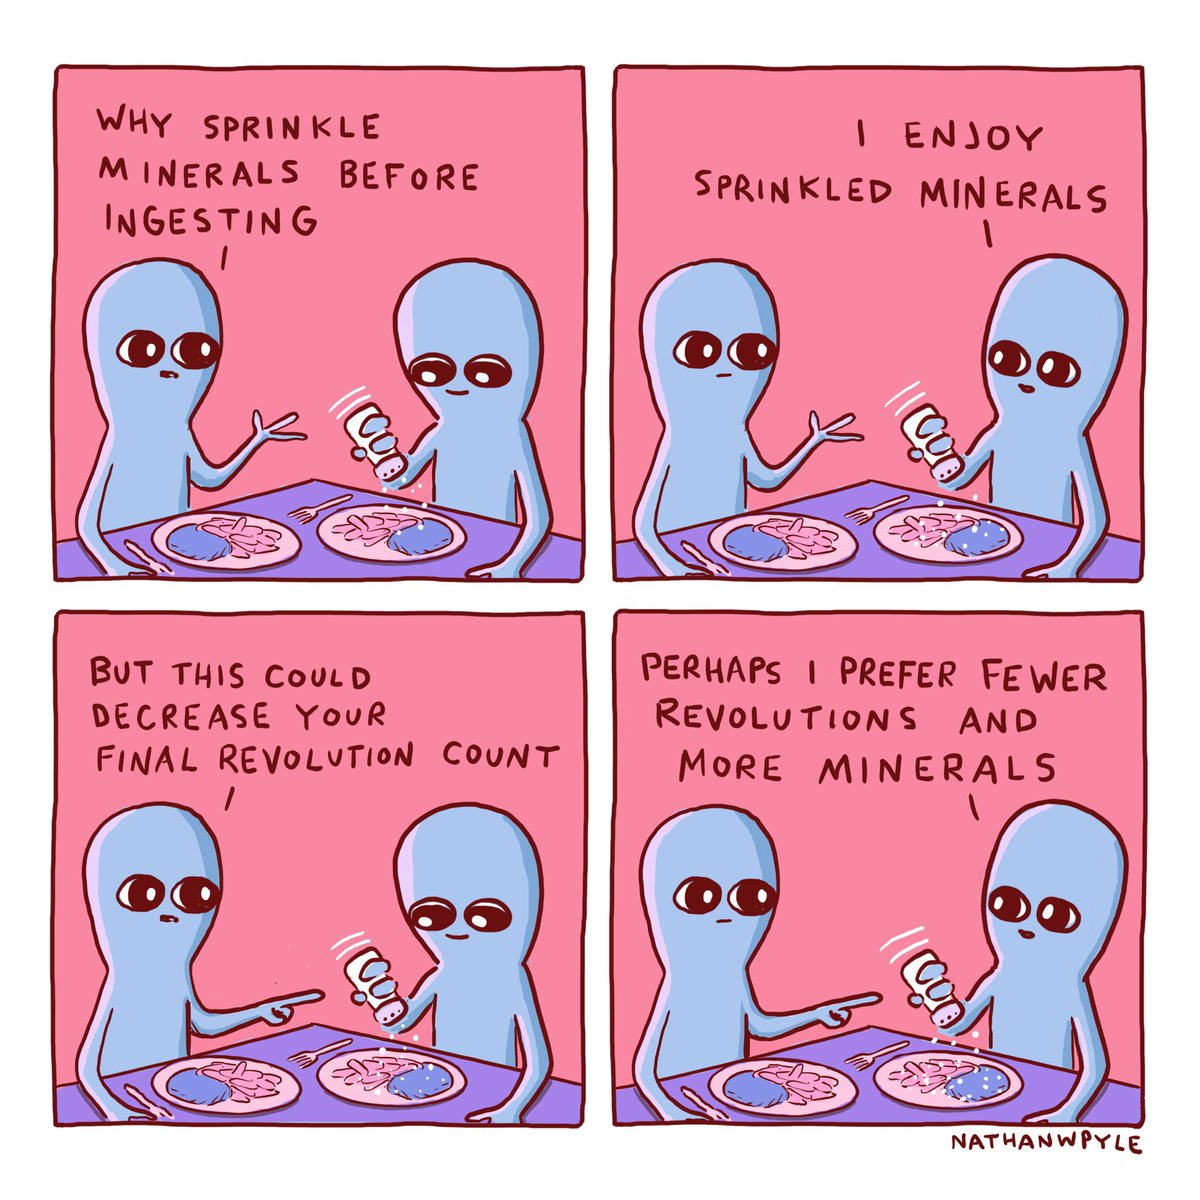 WHY SPRINKLE
MINERALS BEFORE
INGESTING
I ENJOY
SPRINKLED MINERALS
BUT THIS COULD
DECREASE YOUR
FINAL REVOLUTION COUNT
PERHAPS I PREFER FEWER
REVOLUTIONS AND
MORE MINERALS
NATHANWPYLE